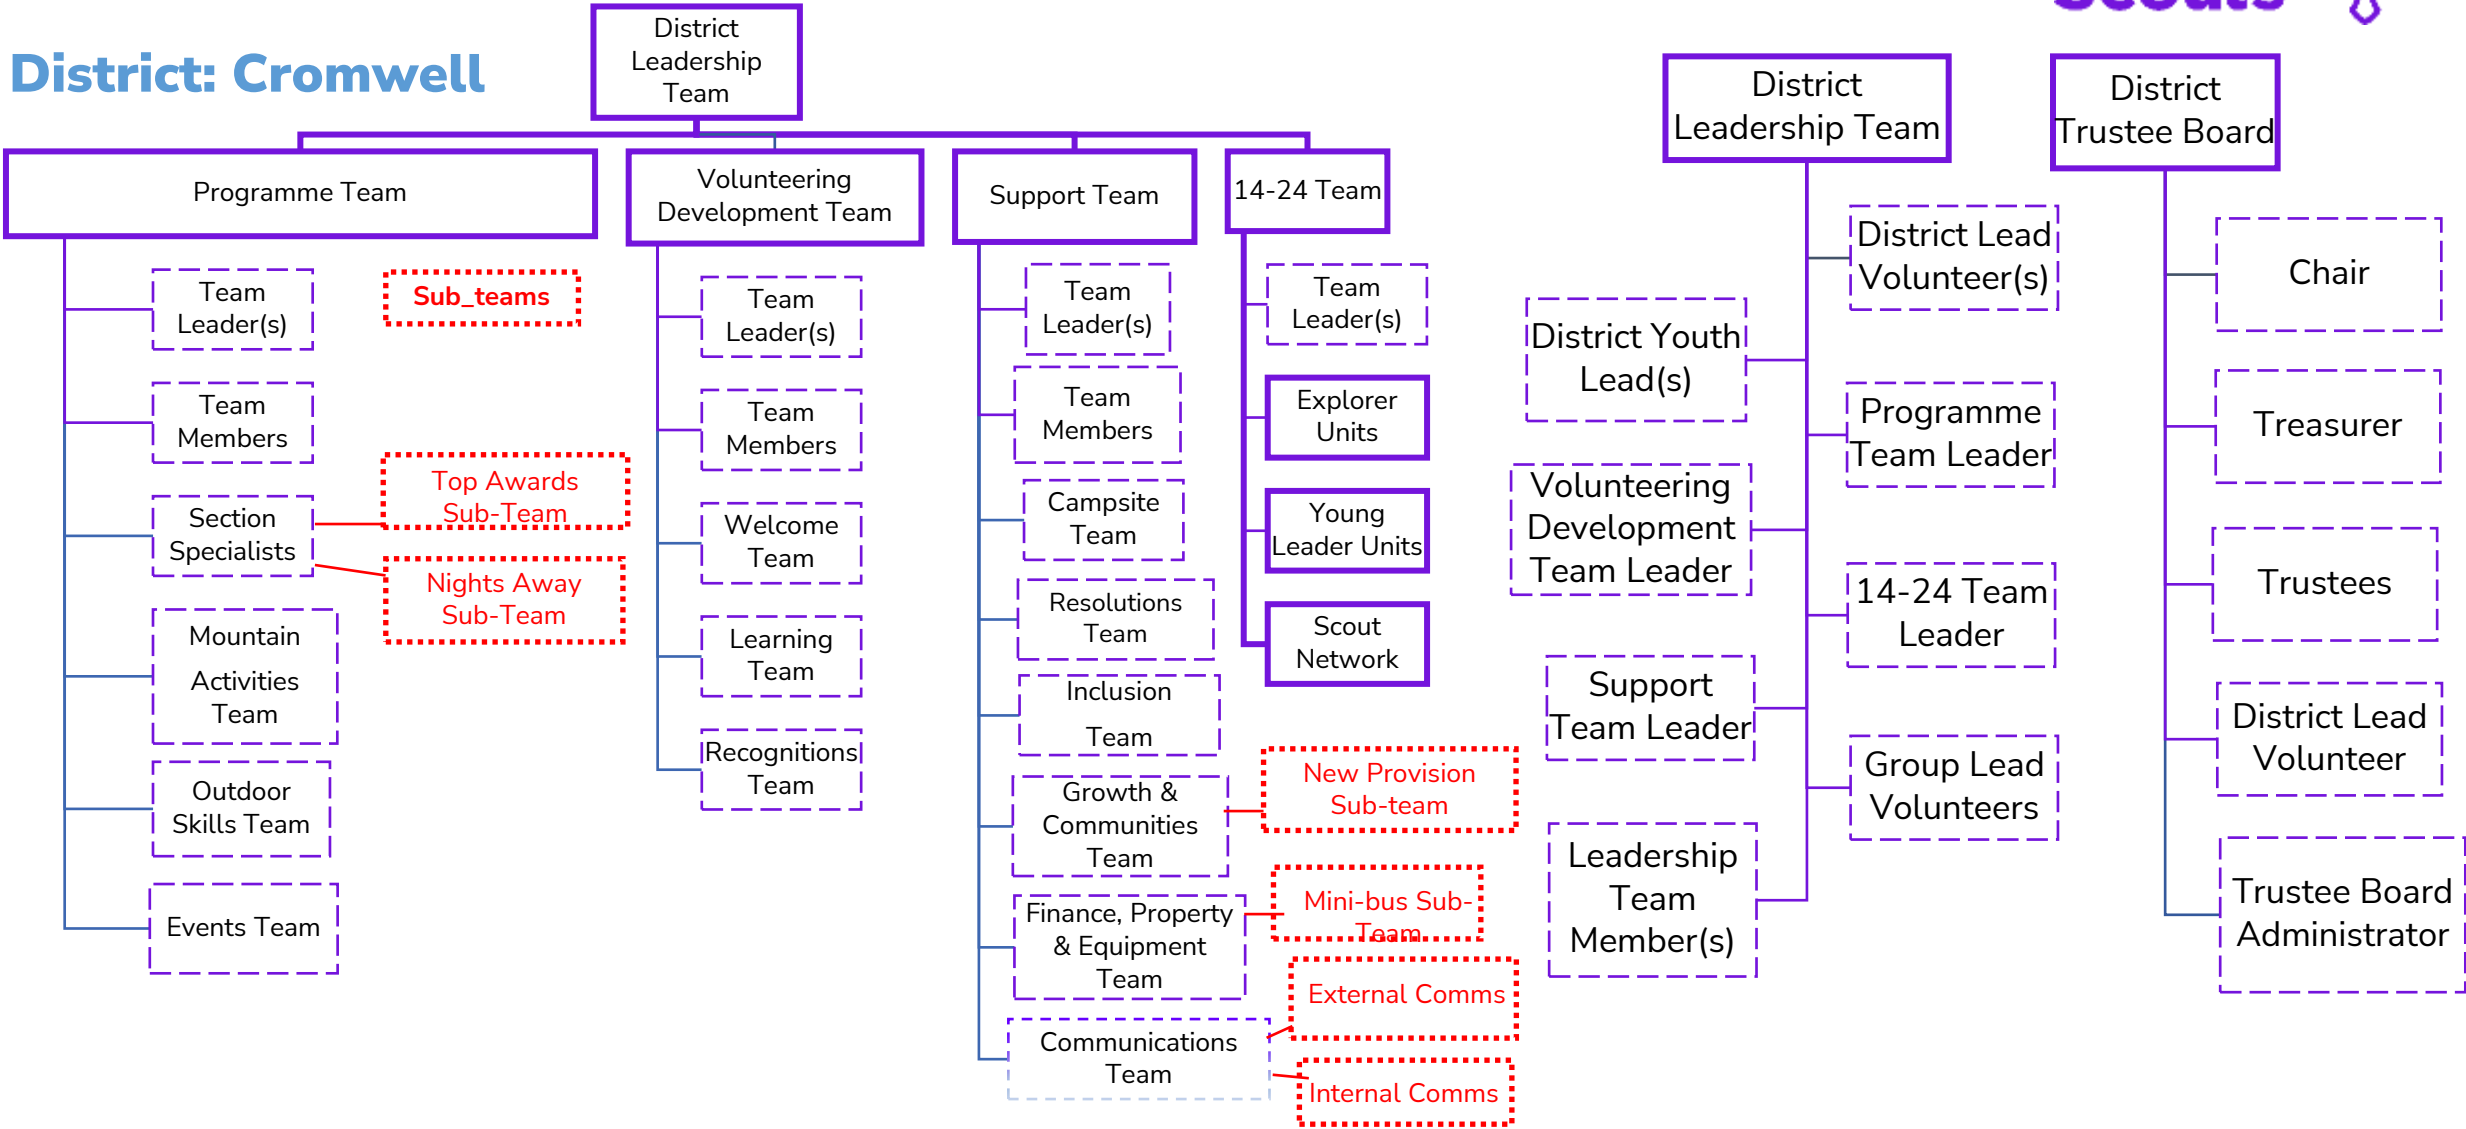 Scouts
District: Cromwell
District
Leadership
Team
Programme Team
Team
Leader(s)
Team
Members
Section
Specialists
Mountain
Activities
Team
Outdoor
Skills Team
Events Team
Sub_teams
Top Awards
Sub-Team
Nights Away
Sub-Team
Volunteering
Development Team
Team
Leader(s)
Team
Members
Welcome
Team
Learning
Team
Recognitions
Team
Support Team
Team
Leader(s)
Team
Members
Campsite
Team
Resolutions
Team
Inclusion
Team
Growth &
Communities
Team
Finance, Property
& Equipment
Team
Communications
Team
New Provision
Sub-team
Mini-bus Sub-
Team
External Comms
Internal Comms
14-24 Team
Team
Leader(s)
Explorer
Units
Young
Leader Units
Scout
Network
District
Leadership Team
District Lead
Volunteer(s)
District Youth
Lead(s)
Programme
Team Leader
Volunteering
Development
Team Leader
14-24 Team
Leader
Support
Team Leader
Group Lead
Volunteers
Leadership
Team
Member(s)
District
Trustee Board
Chair
Treasurer
Trustees
District Lead
Volunteer
Trustee Board
Administrator